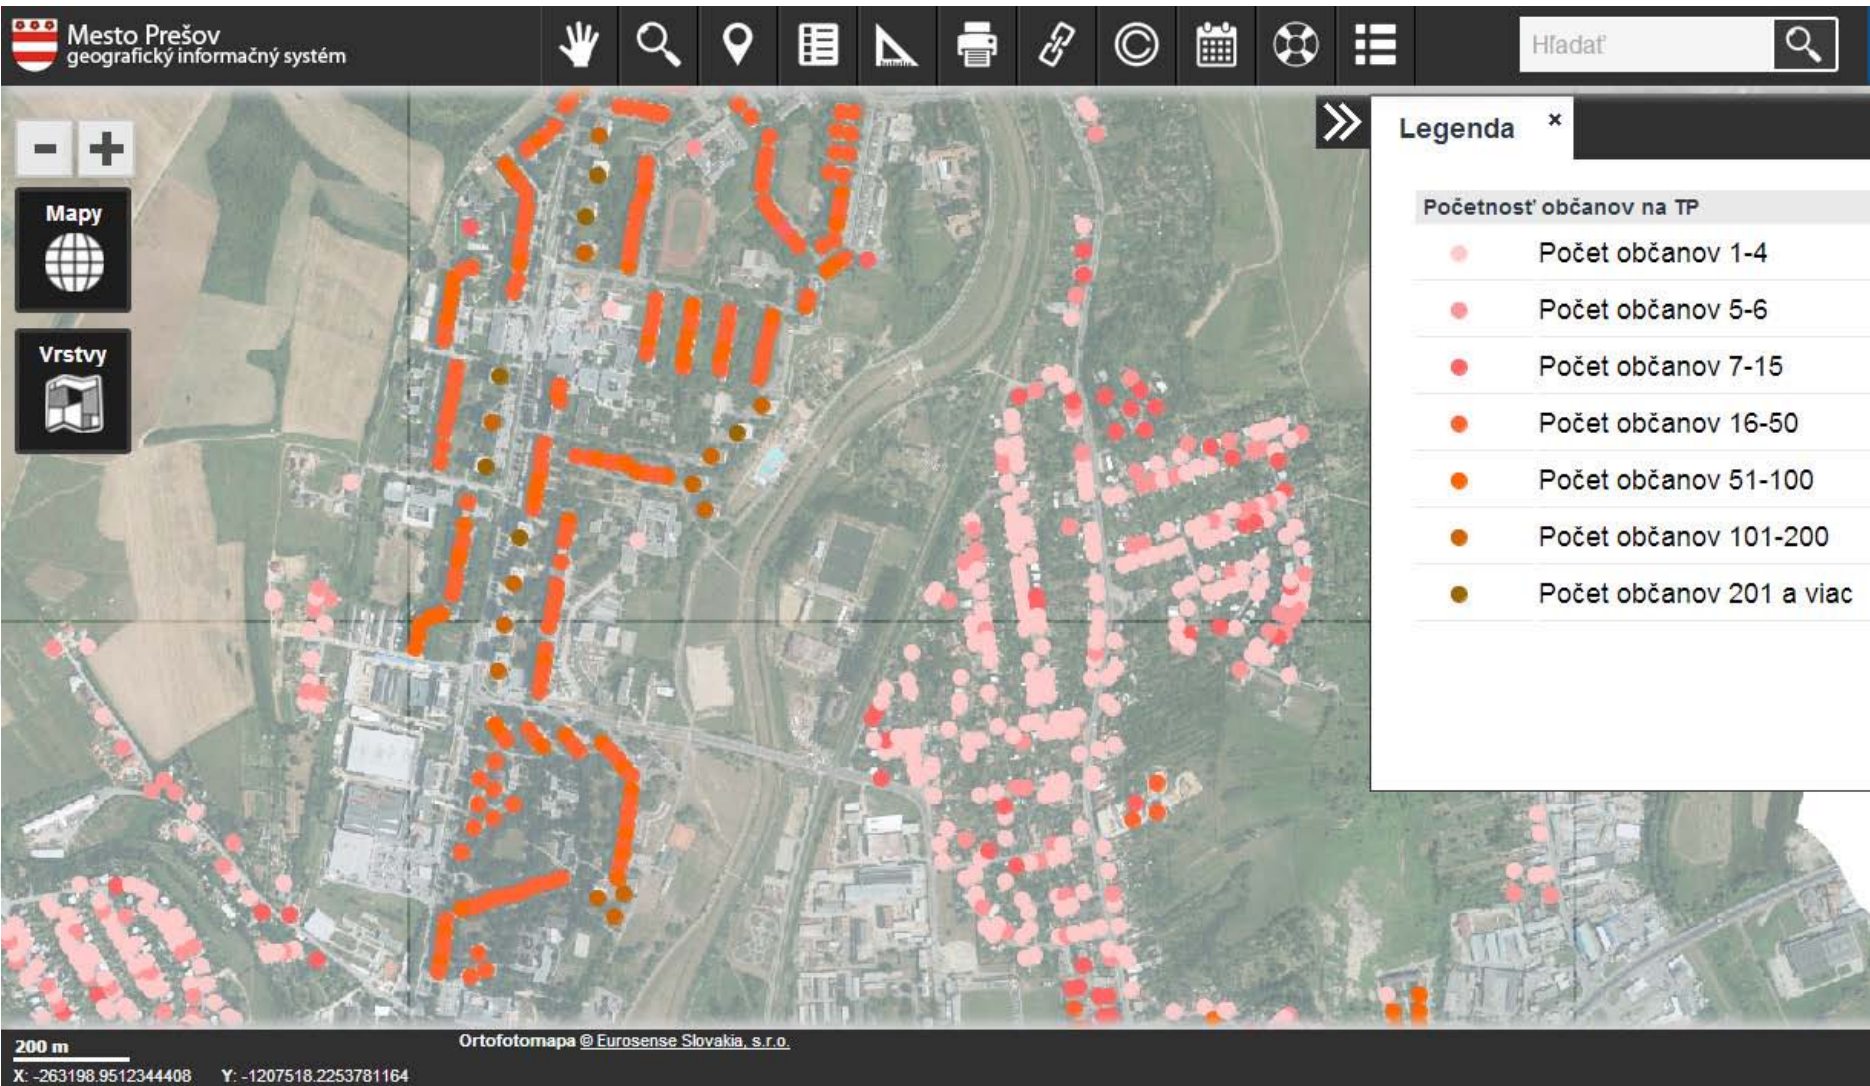 Mesto Prešov
geografický informačný systém
Hľadať
Mapy
Vrstvy
Legenda
Početnosť občanov na TP
Počet občanov 1-4
Počet občanov 5-6
Počet občanov 7-15
Počet občanov 16-50
Počet občanov 51-100
Počet občanov 101-200
Počet občanov 201 a viac
200 m
Ortofotomapa © Eurosense Slovakia, s.r.o.
X: -263198.9512344408 Y: -1207518.2253781164